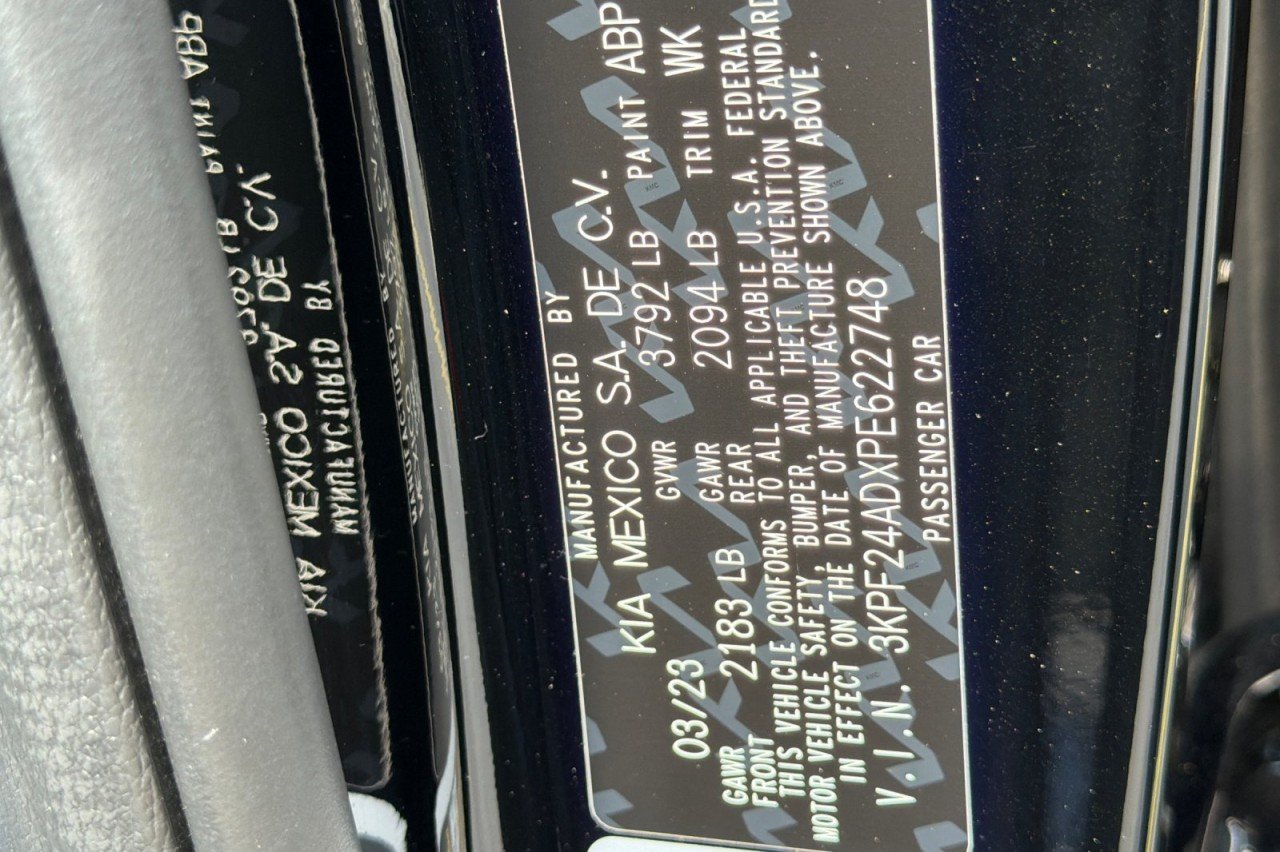 MANUFACTURED BY
KIA MEXICO S.A. DE C.V.
03/23 GVWR 3792 LB PAINT ABP
GAWR FRONT 2183 LB GAWR REAR 2094 LB TRIM WK
THIS VEHICLE CONFORMS TO ALL APPLICABLE U.S.A. FEDERAL
MOTOR VEHICLE SAFETY, BUMPER, AND THEFT PREVENTION STANDARD
IN EFFECT ON THE DATE OF MANUFACTURE SHOWN ABOVE.
V.I.N. 3KPF24ADXPE622748
PASSENGER CAR